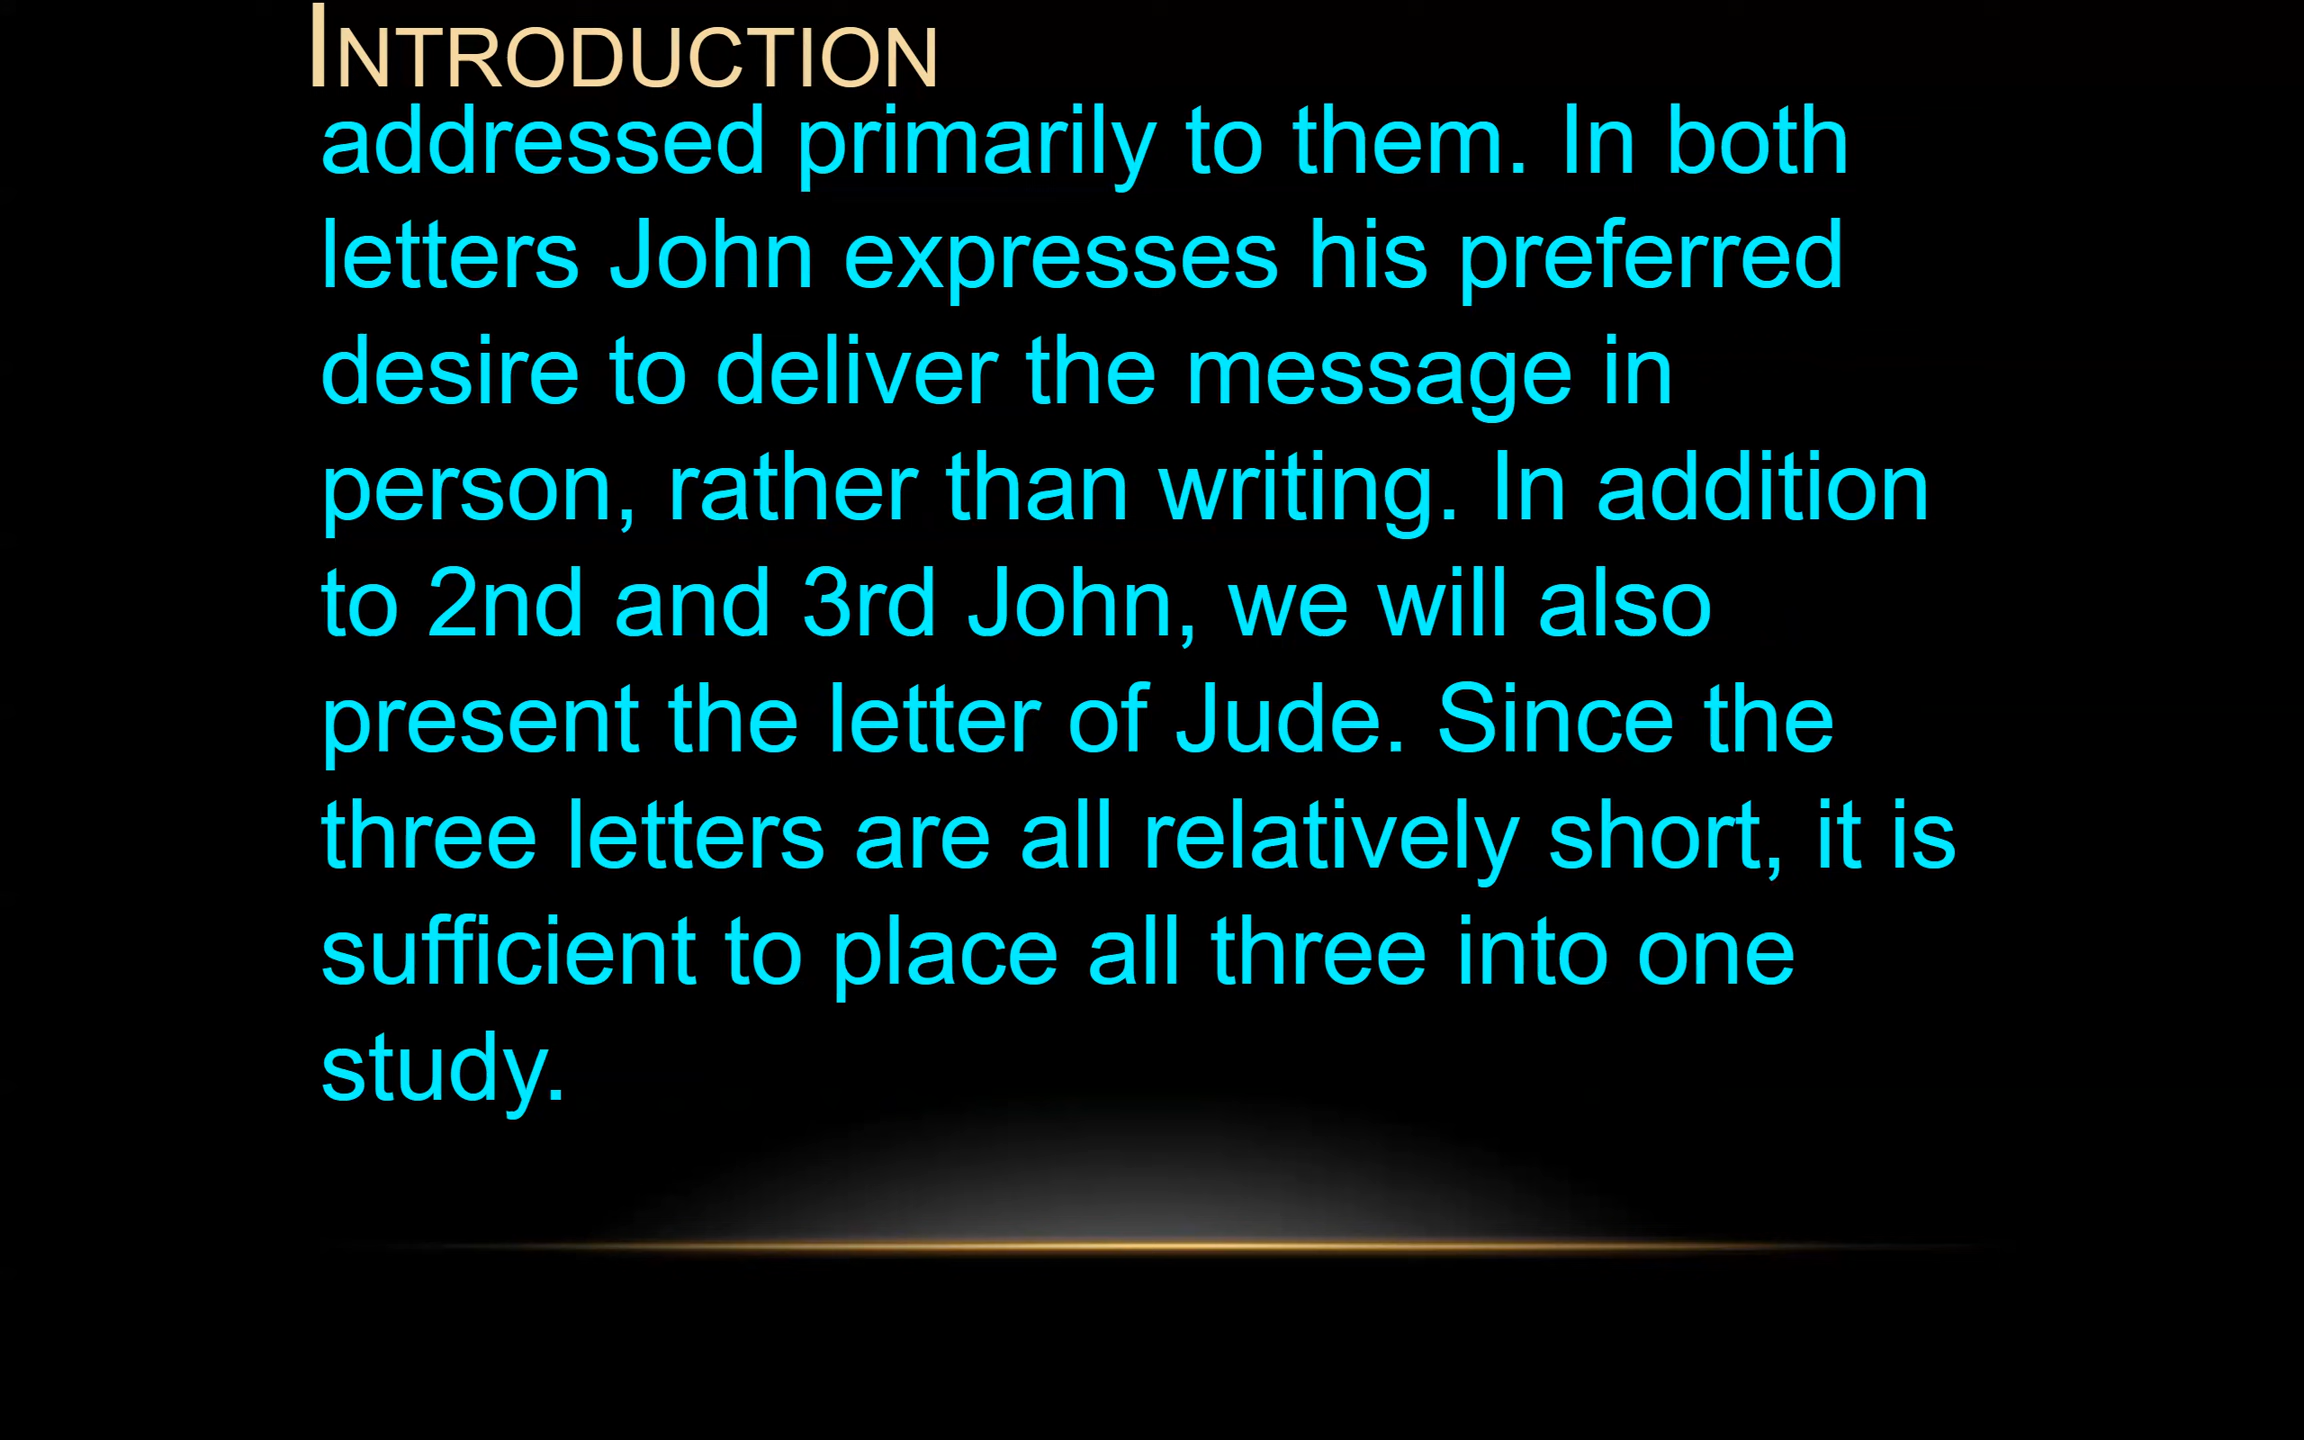 INTRODUCTION
addressed primarily to them. In both
letters John expresses his preferred
desire to deliver the message in
person, rather than writing. In addition
to 2nd and 3rd John, we will also
present the letter of Jude. Since the
three letters are all relatively short, it is
sufficient to place all three into one
study.